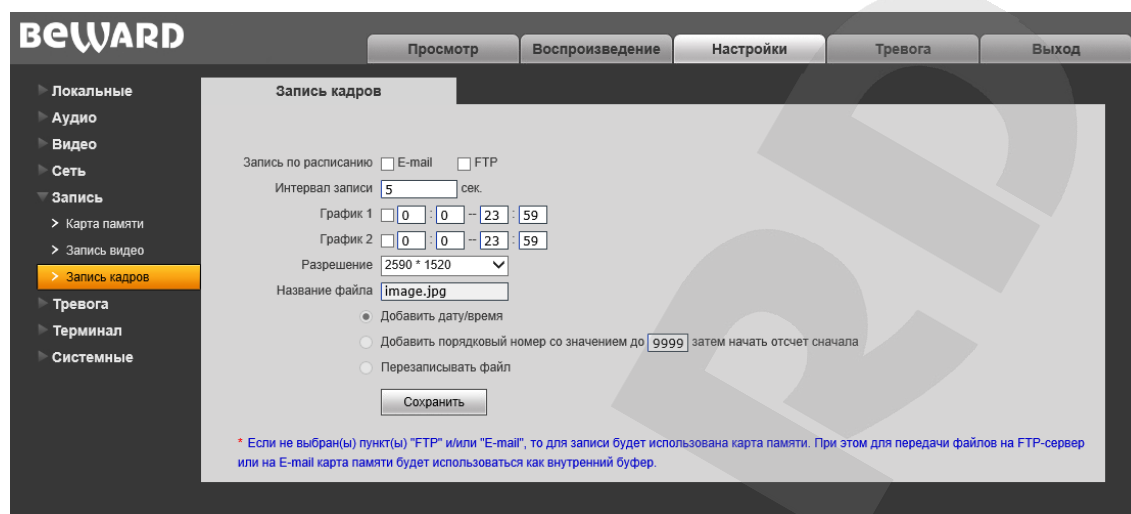 BEWARD
Просмотр Воспроизведение Настройки Тревога Выход
Локальные
Аудио
Видео
Сеть
Запись
> Карта памяти
> Запись видео
> Запись кадров
Тревога
Терминал
Системные
Запись кадров
Запись по расписанию E-mail FTP
Интервал записи 5 сек.
График 1 0 : 0 -- 23 : 59
График 2 0 : 0 -- 23 : 59
Разрешение 2590 * 1520
Название файла image.jpg
Добавить дату/время
Добавить порядковый номер со значением до 9999 затем начать отсчет сначала
Перезаписывать файл
Сохранить
* Если не выбран(ы) пункт(ы) "FTP" и/или "E-mail", то для записи будет использована карта памяти. При этом для передачи файлов на FTP-сервер
или на E-mail карта памяти будет использоваться как внутренний буфер.